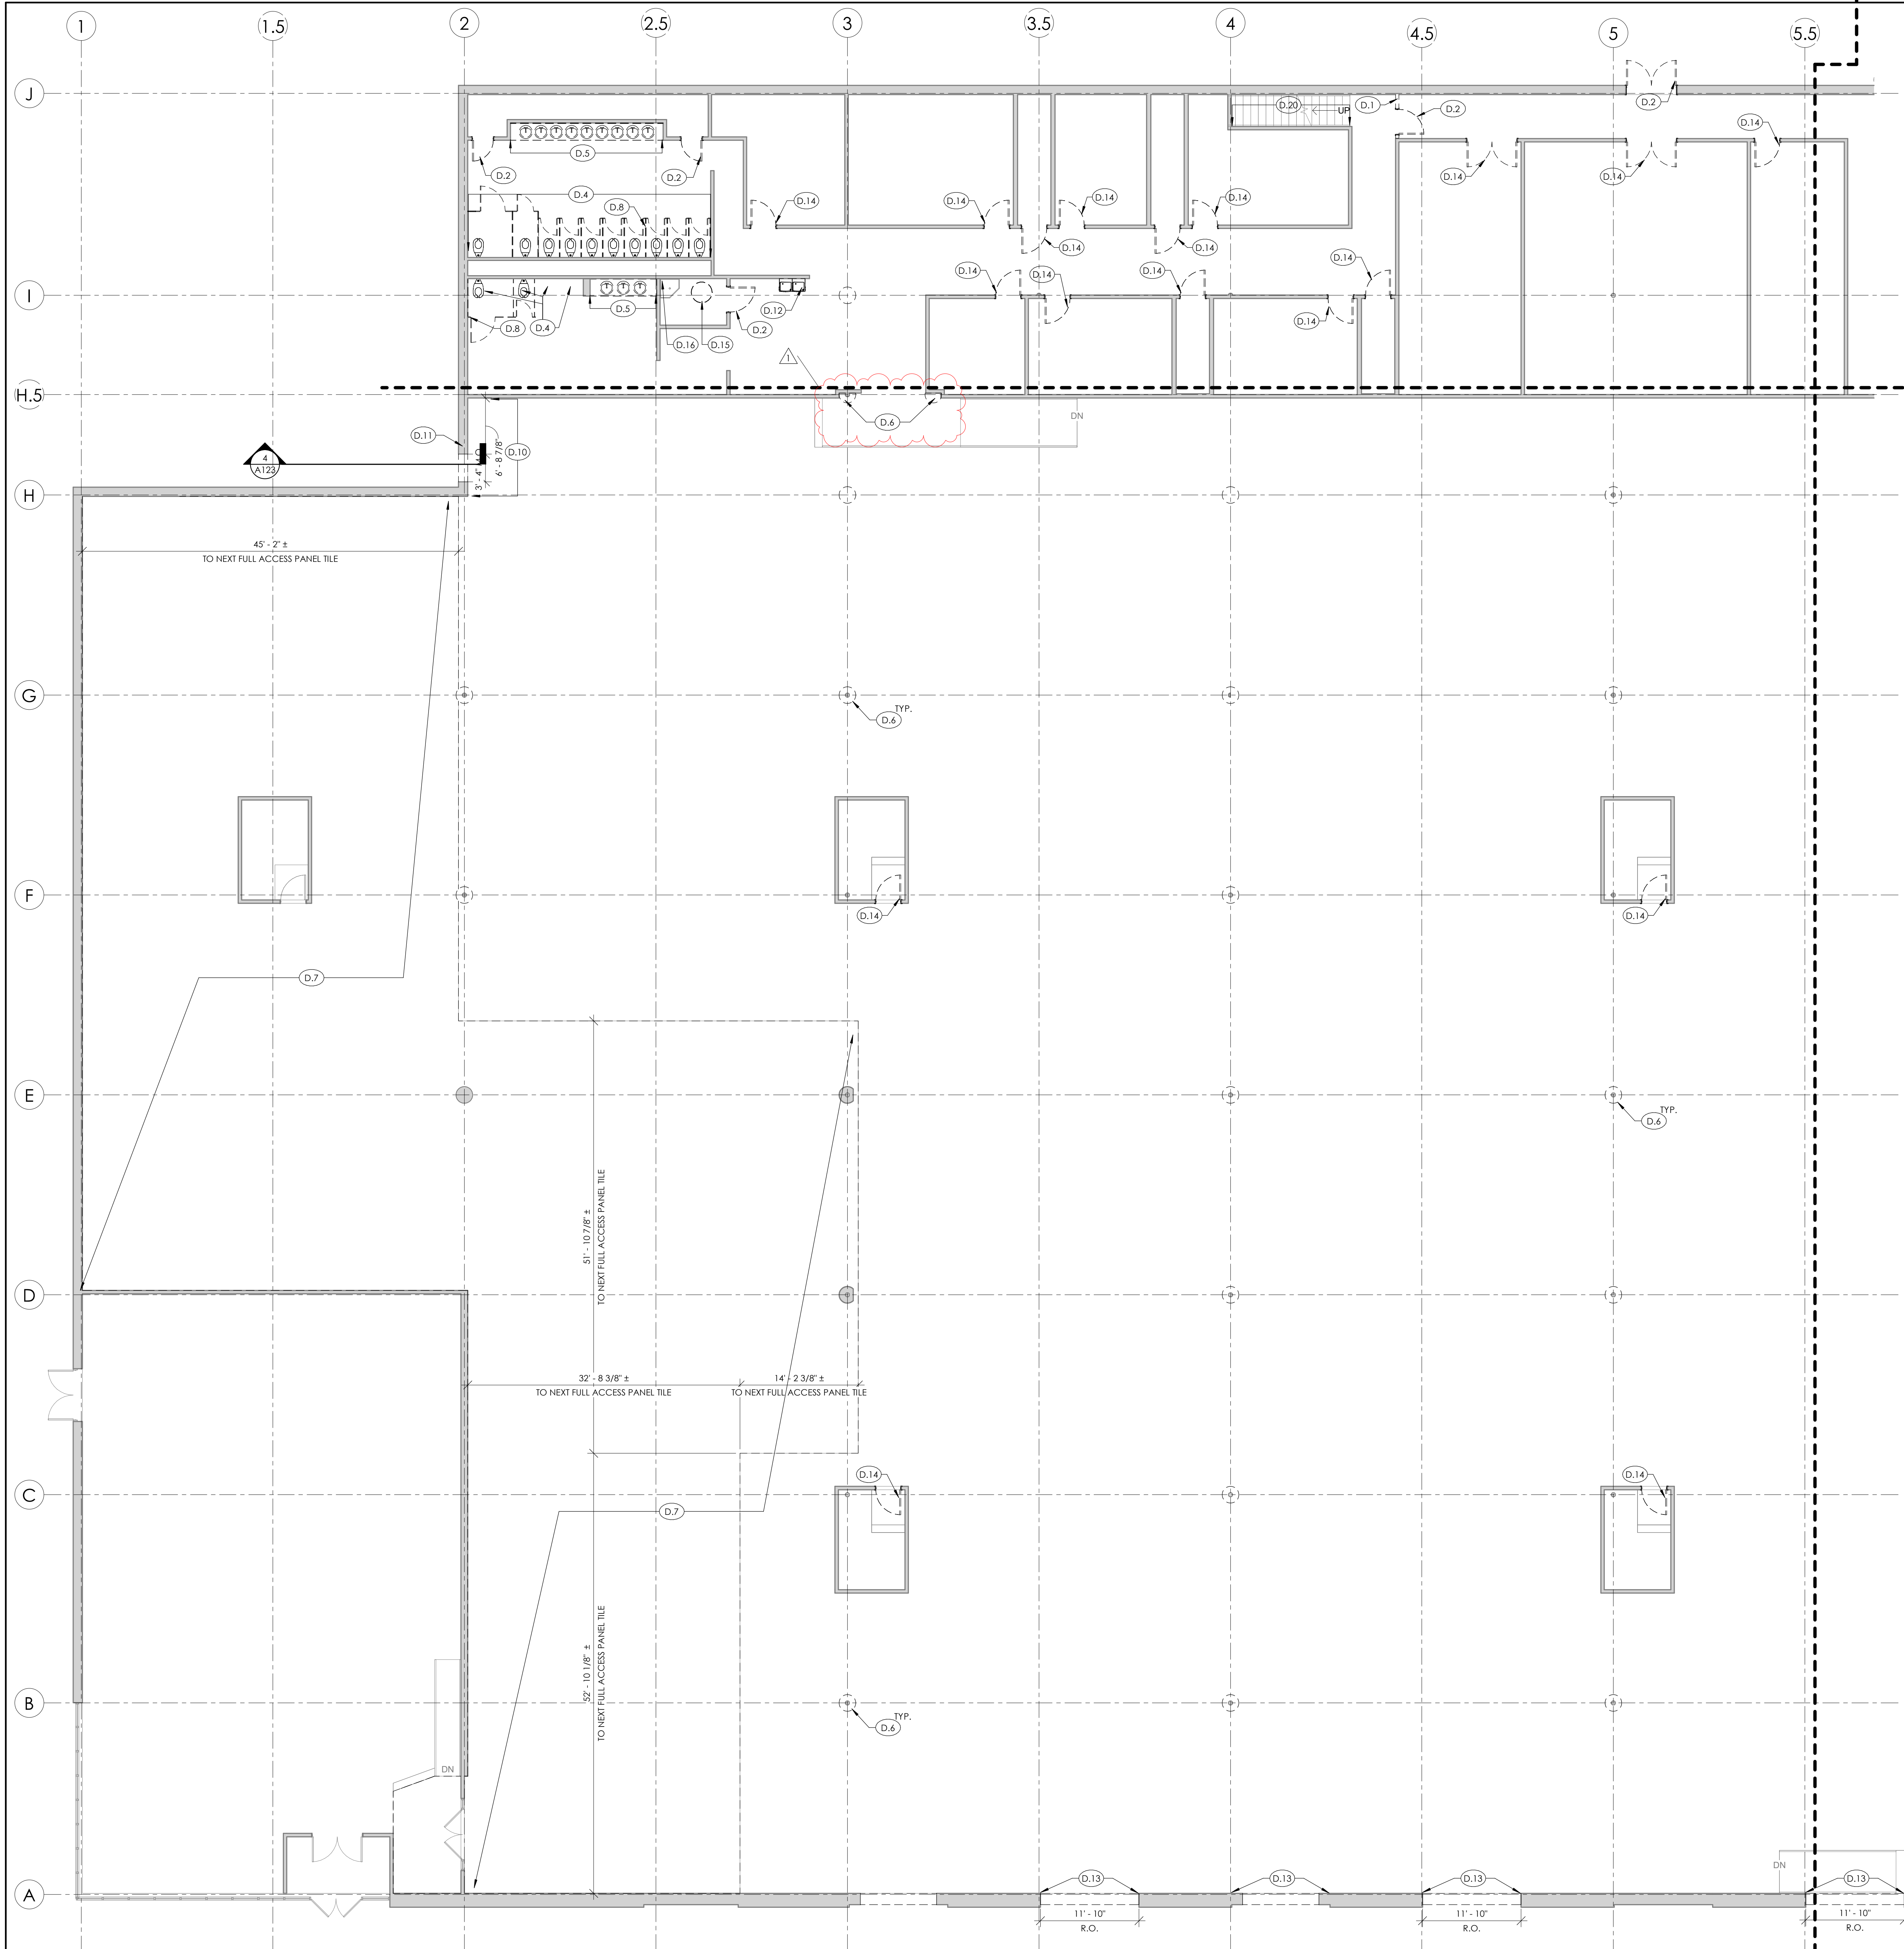 1
1.5
2
2.5
3
3.5
4
4.5
5
5.5
J
D.2
D.20
UP
D.1
D.2
D.14
D.5
D.2
D.2
D.14
D.14
D.4
D.8
D.14
D.14
D.14
D.14
D.14
D.14
D.14
D.14
D.14
D.14
I
D.12
D.5
D.14
D.8
D.4
D.2
D.16
D.15
1
H.5
D.6
DN
D.11
D.10
6' - 8 7/8"
3' - 4" M.O.
4
A123
H
45' - 2" ±
TO NEXT FULL ACCESS PANEL TILE
G
TYP.
D.6
F
D.14
D.14
D.7
E
TYP.
D.6
51' - 10 7/8" ±
TO NEXT FULL ACCESS PANEL TILE
D
32' - 8 3/8" ±
TO NEXT FULL ACCESS PANEL TILE
14' - 2 3/8" ±
TO NEXT FULL ACCESS PANEL TILE
D.14
D.14
C
D.7
52' - 10 1/8" ±
TO NEXT FULL ACCESS PANEL TILE
B
TYP.
D.6
DN
DN
D.13
D.13
D.13
D.13
A
11' - 10"
R.O.
11' - 10"
R.O.
11' - 10"
R.O.